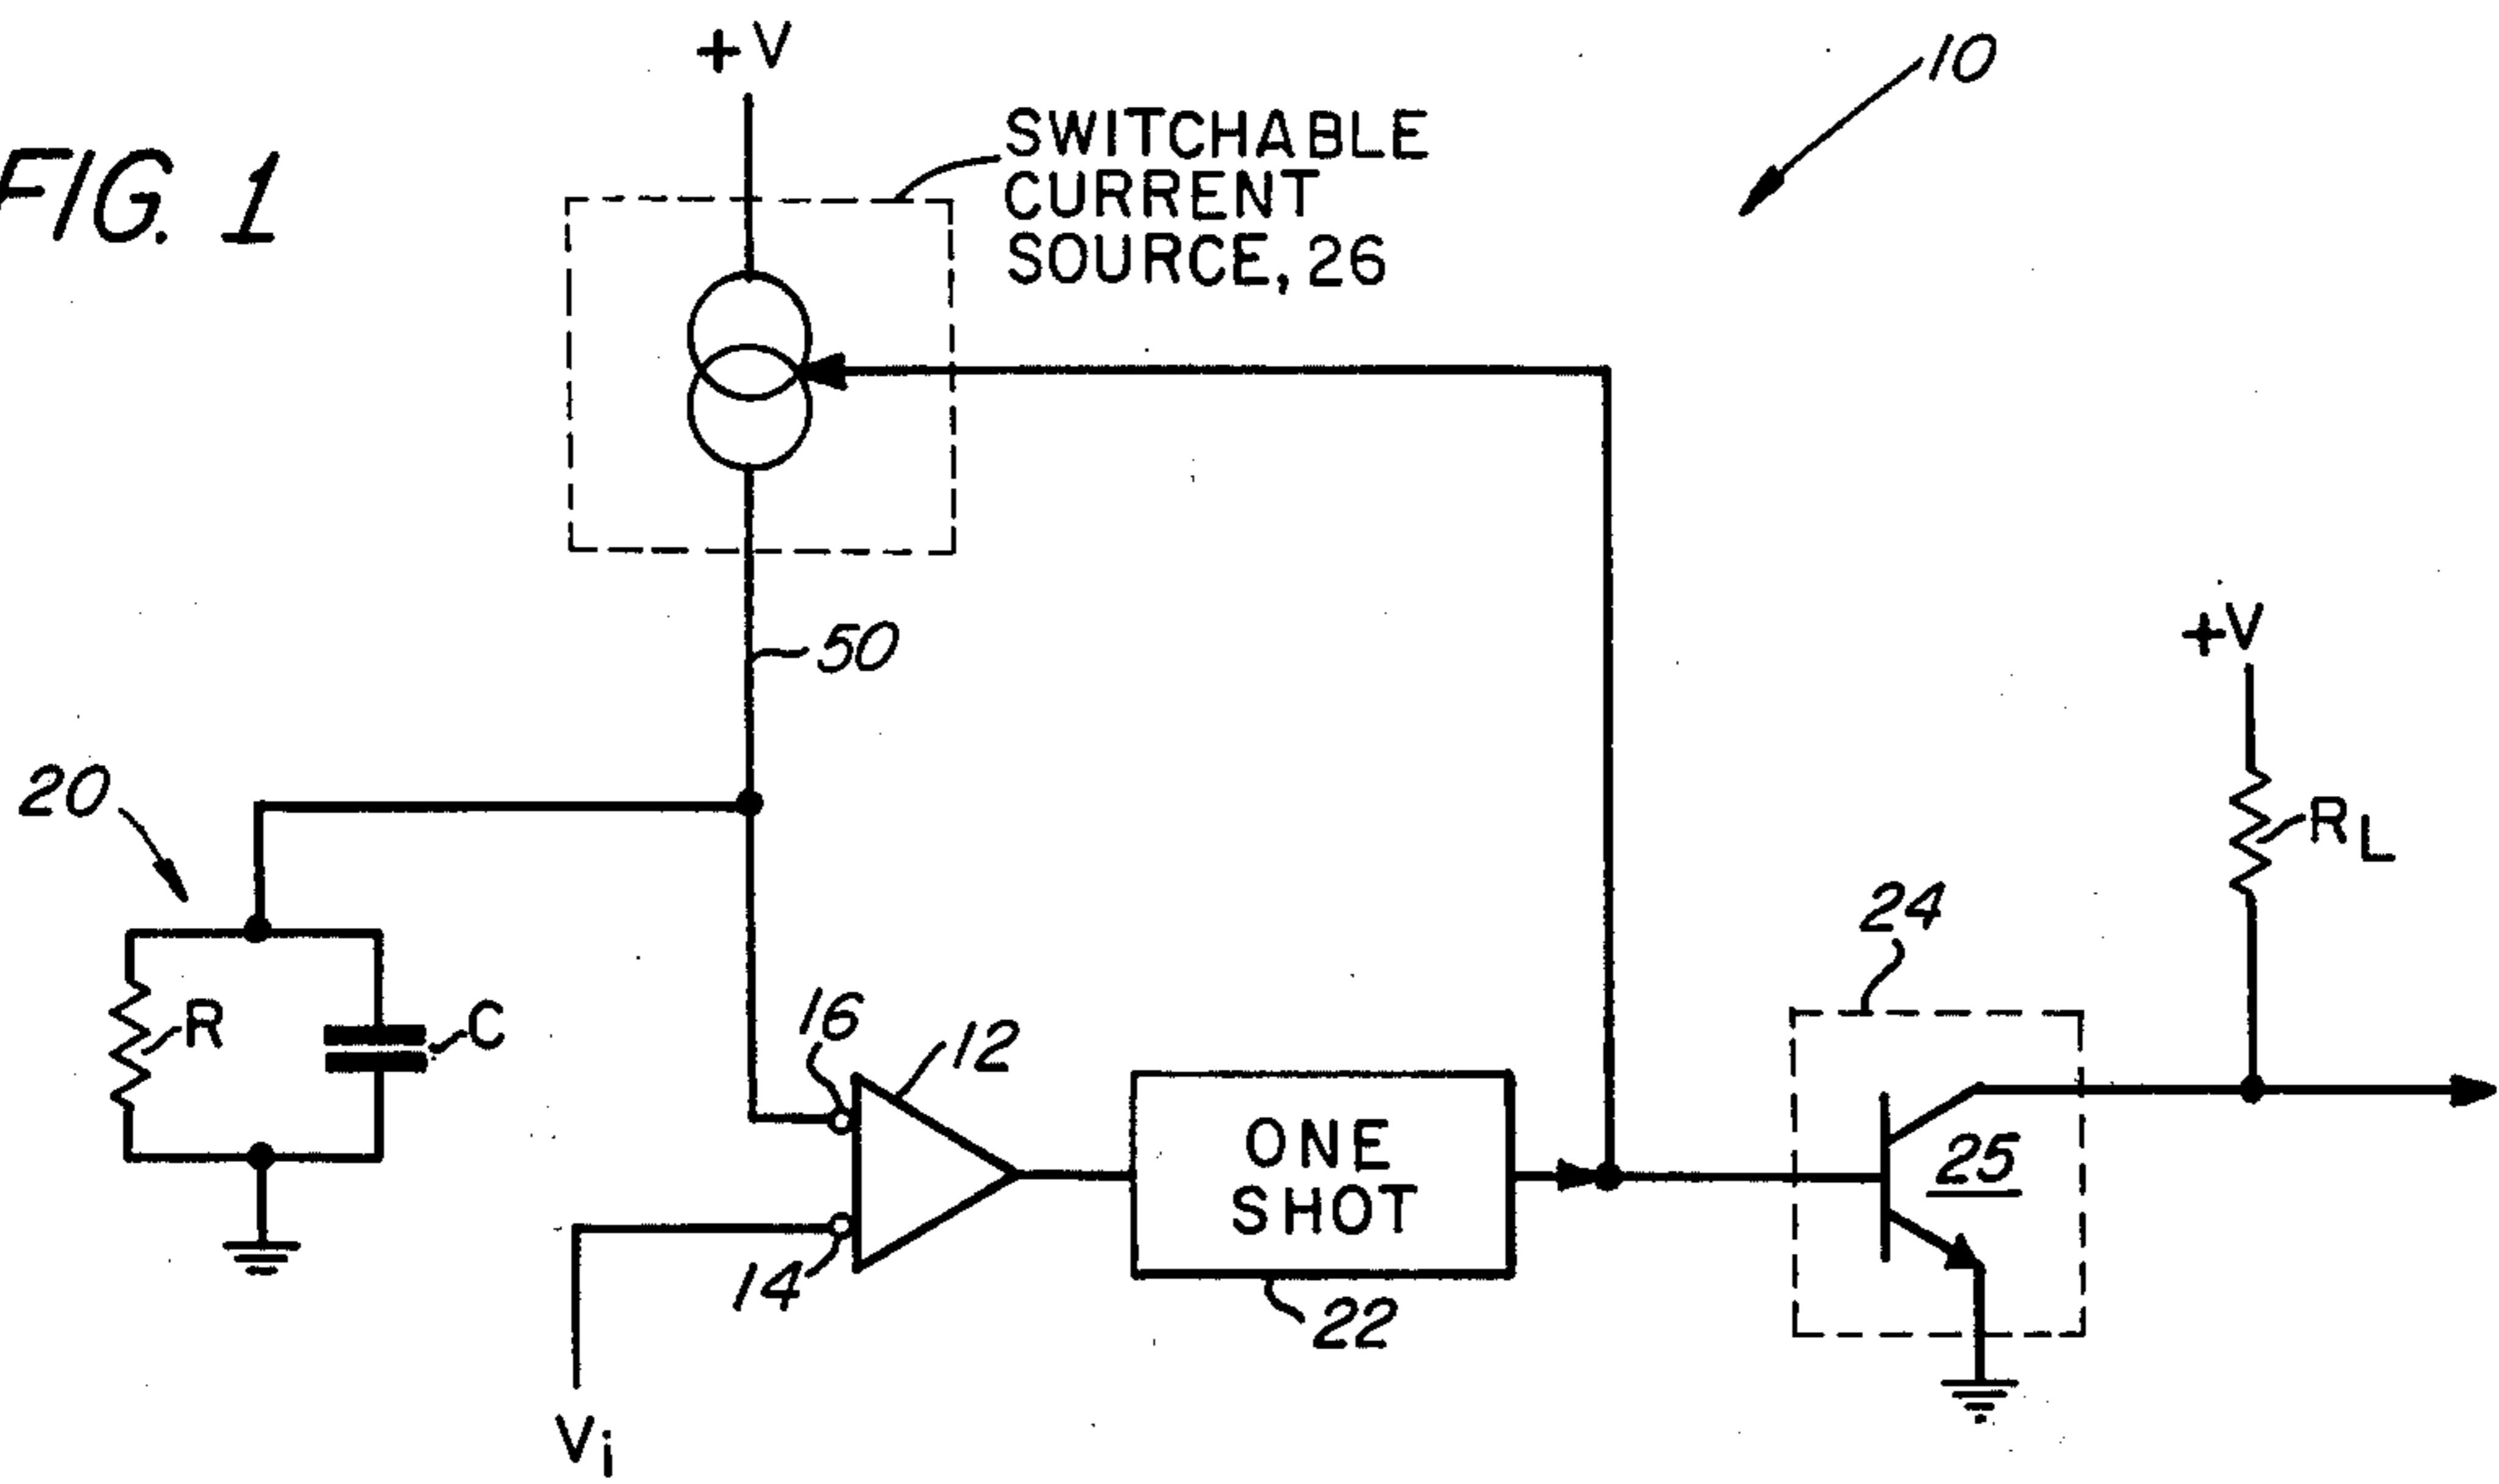 FIG. 1
+V
10
SWITCHABLE
CURRENT
SOURCE, 26
50
+V
20
RL
24
R
C
16
12
ONE
SHOT
25
14
22
Vi